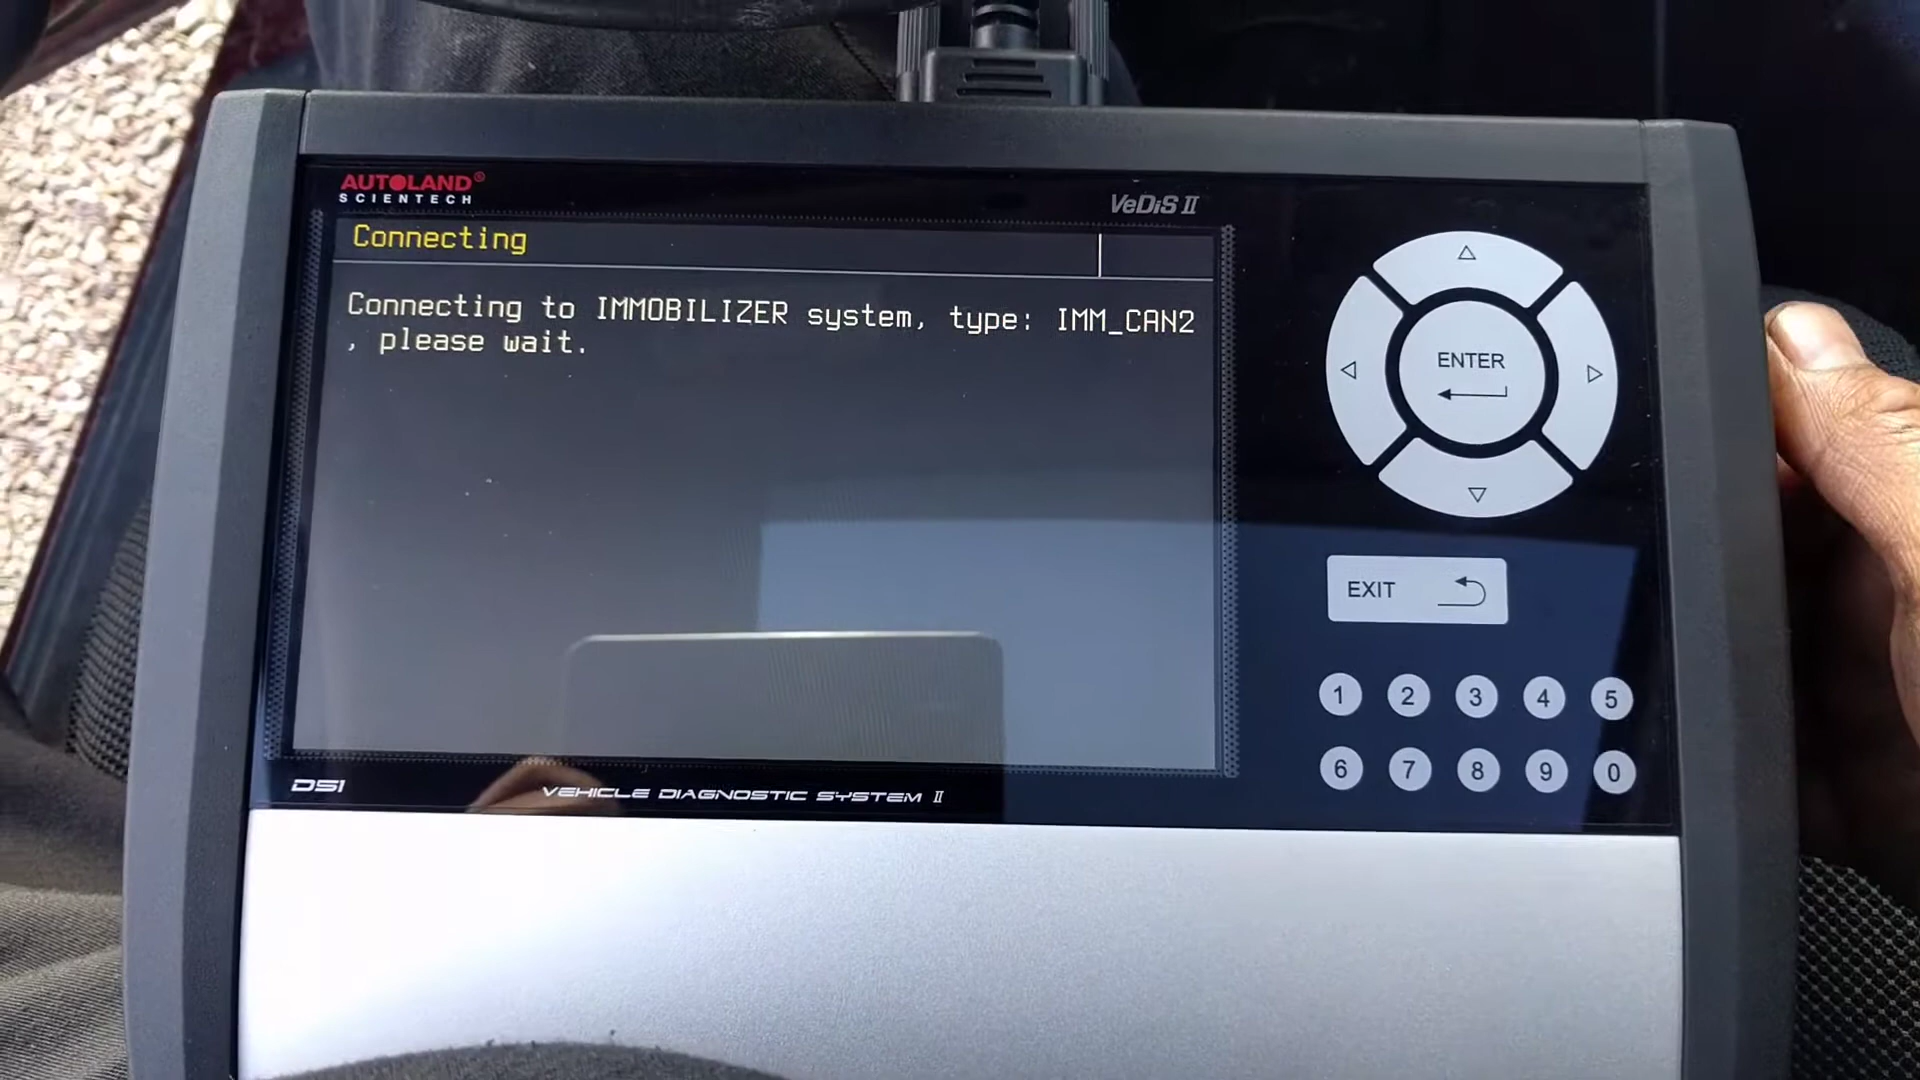 AUTOLAND®
SCIENTECH
VeDiS II
Connecting
Connecting to IMMOBILIZER system, type: IMM_CAN2
, please wait.
ENTER
EXIT
1 2 3 4 5
6 7 8 9 0
DS1
VEHICLE DIAGNOSTIC SYSTEM II